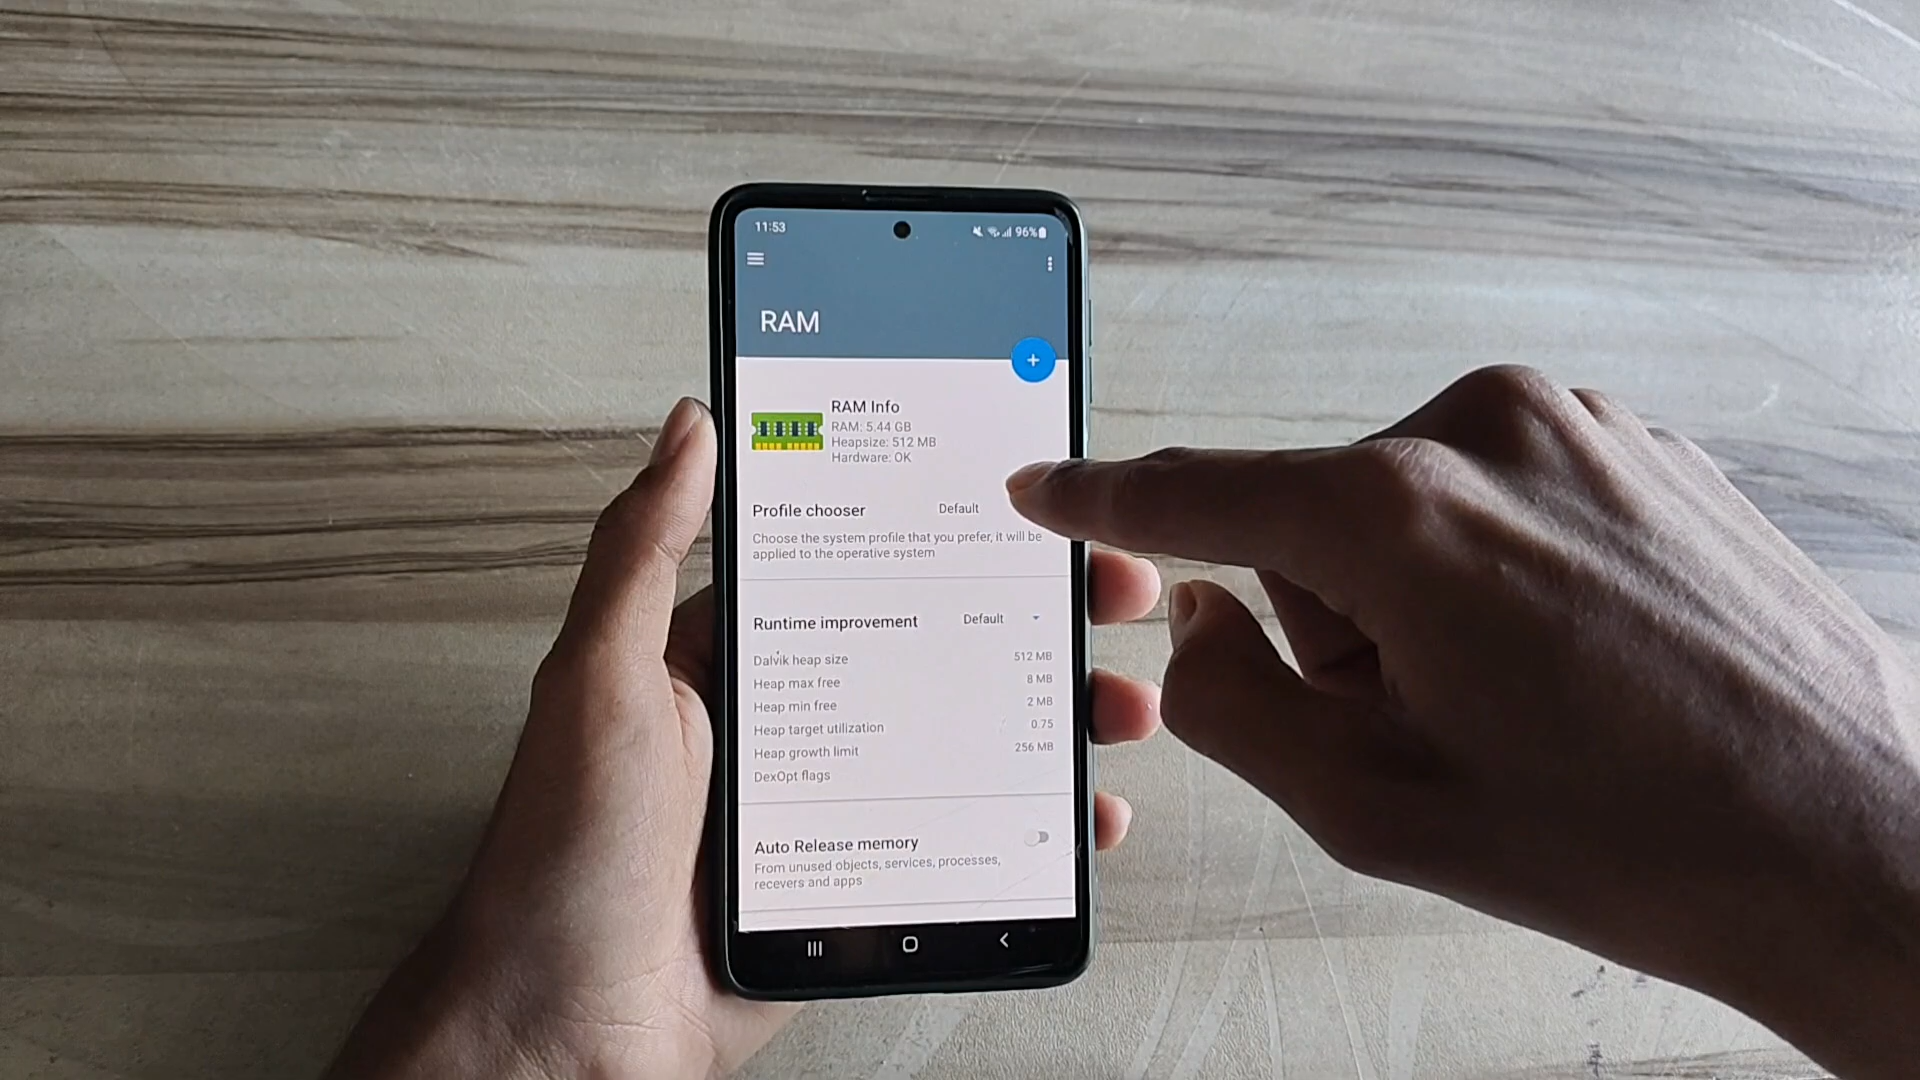 11:53
96%
RAM
RAM Info
RAM: 5.44 GB
Heapsize: 512 MB
Hardware: OK
Profile chooser Default
Choose the system profile that you prefer, it will be
applied to the operative system
Runtime improvement Default
Dalvik heap size 512 MB
Heap max free 8 MB
Heap min free 2 MB
Heap target utilization 0.75
Heap growth limit 256 MB
DexOpt flags
Auto Release memory
From unused objects, services, processes,
recevers and apps